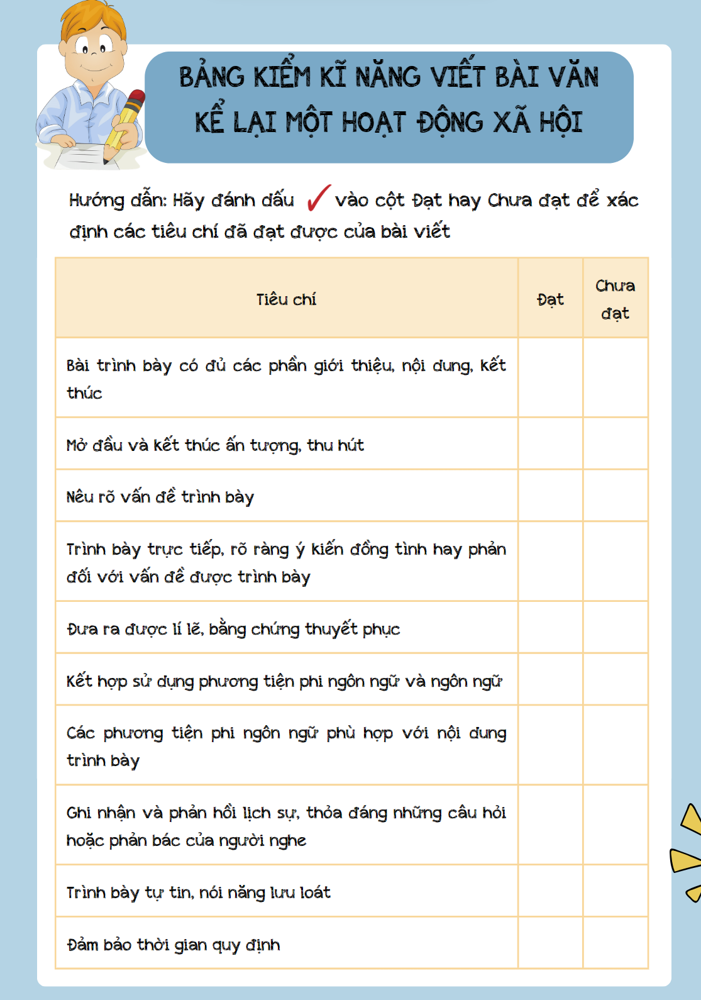 BẢNG KIỂM KĨ NĂNG VIẾT BÀI VĂN
KỂ LẠI MỘT HOẠT ĐỘNG XÃ HỘI
Hướng dẫn: Hãy đánh dấu ✓ vào cột Đạt hay Chưa đạt để xác
định các tiêu chí đã đạt được của bài viết
Tiêu chí
Đạt
Chưa
đạt
Bài trình bày có đủ các phần giới thiệu, nội dung, kết
thúc
Mở đầu và kết thúc ấn tượng, thu hút
Nêu rõ vấn đề trình bày
Trình bày trực tiếp, rõ ràng ý kiến đồng tình hay phản
đối với vấn đề được trình bày
Đưa ra được lí lẽ, bằng chứng thuyết phục
Kết hợp sử dụng phương tiện phi ngôn ngữ và ngôn ngữ
Các phương tiện phi ngôn ngữ phù hợp với nội dung
trình bày
Ghi nhận và phản hồi lịch sự, thỏa đáng những câu hỏi
hoặc phản bác của người nghe
Trình bày tự tin, nói năng lưu loát
Đảm bảo thời gian quy định